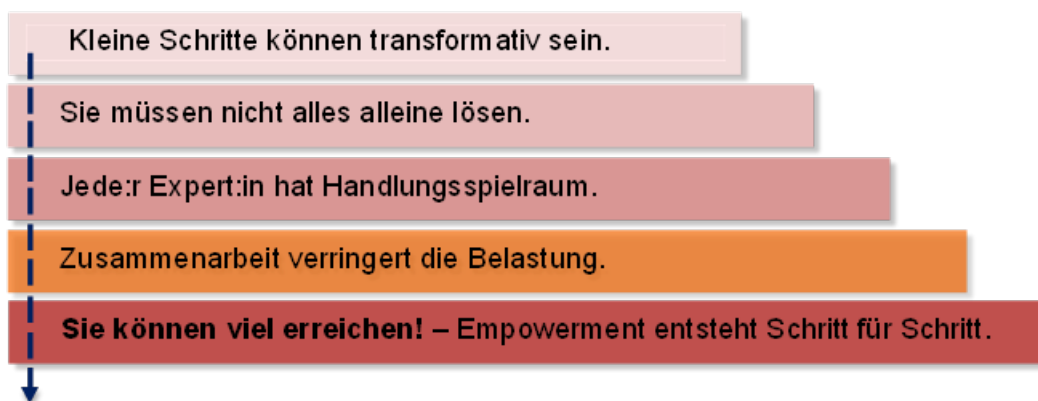 Kleine Schritte können transformativ sein.
Sie müssen nicht alles alleine lösen.
Jede:r Expert:in hat Handlungsspielraum.
Zusammenarbeit verringert die Belastung.
Sie können viel erreichen! – Empowerment entsteht Schritt für Schritt.